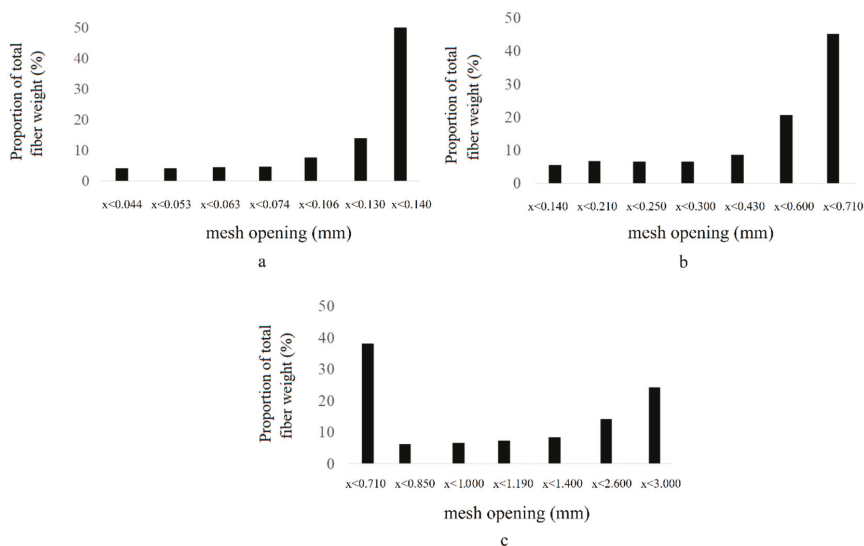 Proportion of total
fiber weight (%)
50
40
30
20
10
0
x<0.044 x<0.053 x<0.063 x<0.074 x<0.106 x<0.130 x<0.140
mesh opening (mm)
a
Proportion of total
fiber weight (%)
50
40
30
20
10
0
x<0.140 x<0.210 x<0.250 x<0.300 x<0.430 x<0.600 x<0.710
mesh opening (mm)
b
Proportion of total
fiber weight (%)
50
40
30
20
10
0
x<0.710 x<0.850 x<1.000 x<1.190 x<1.400 x<2.600 x<3.000
mesh opening (mm)
c